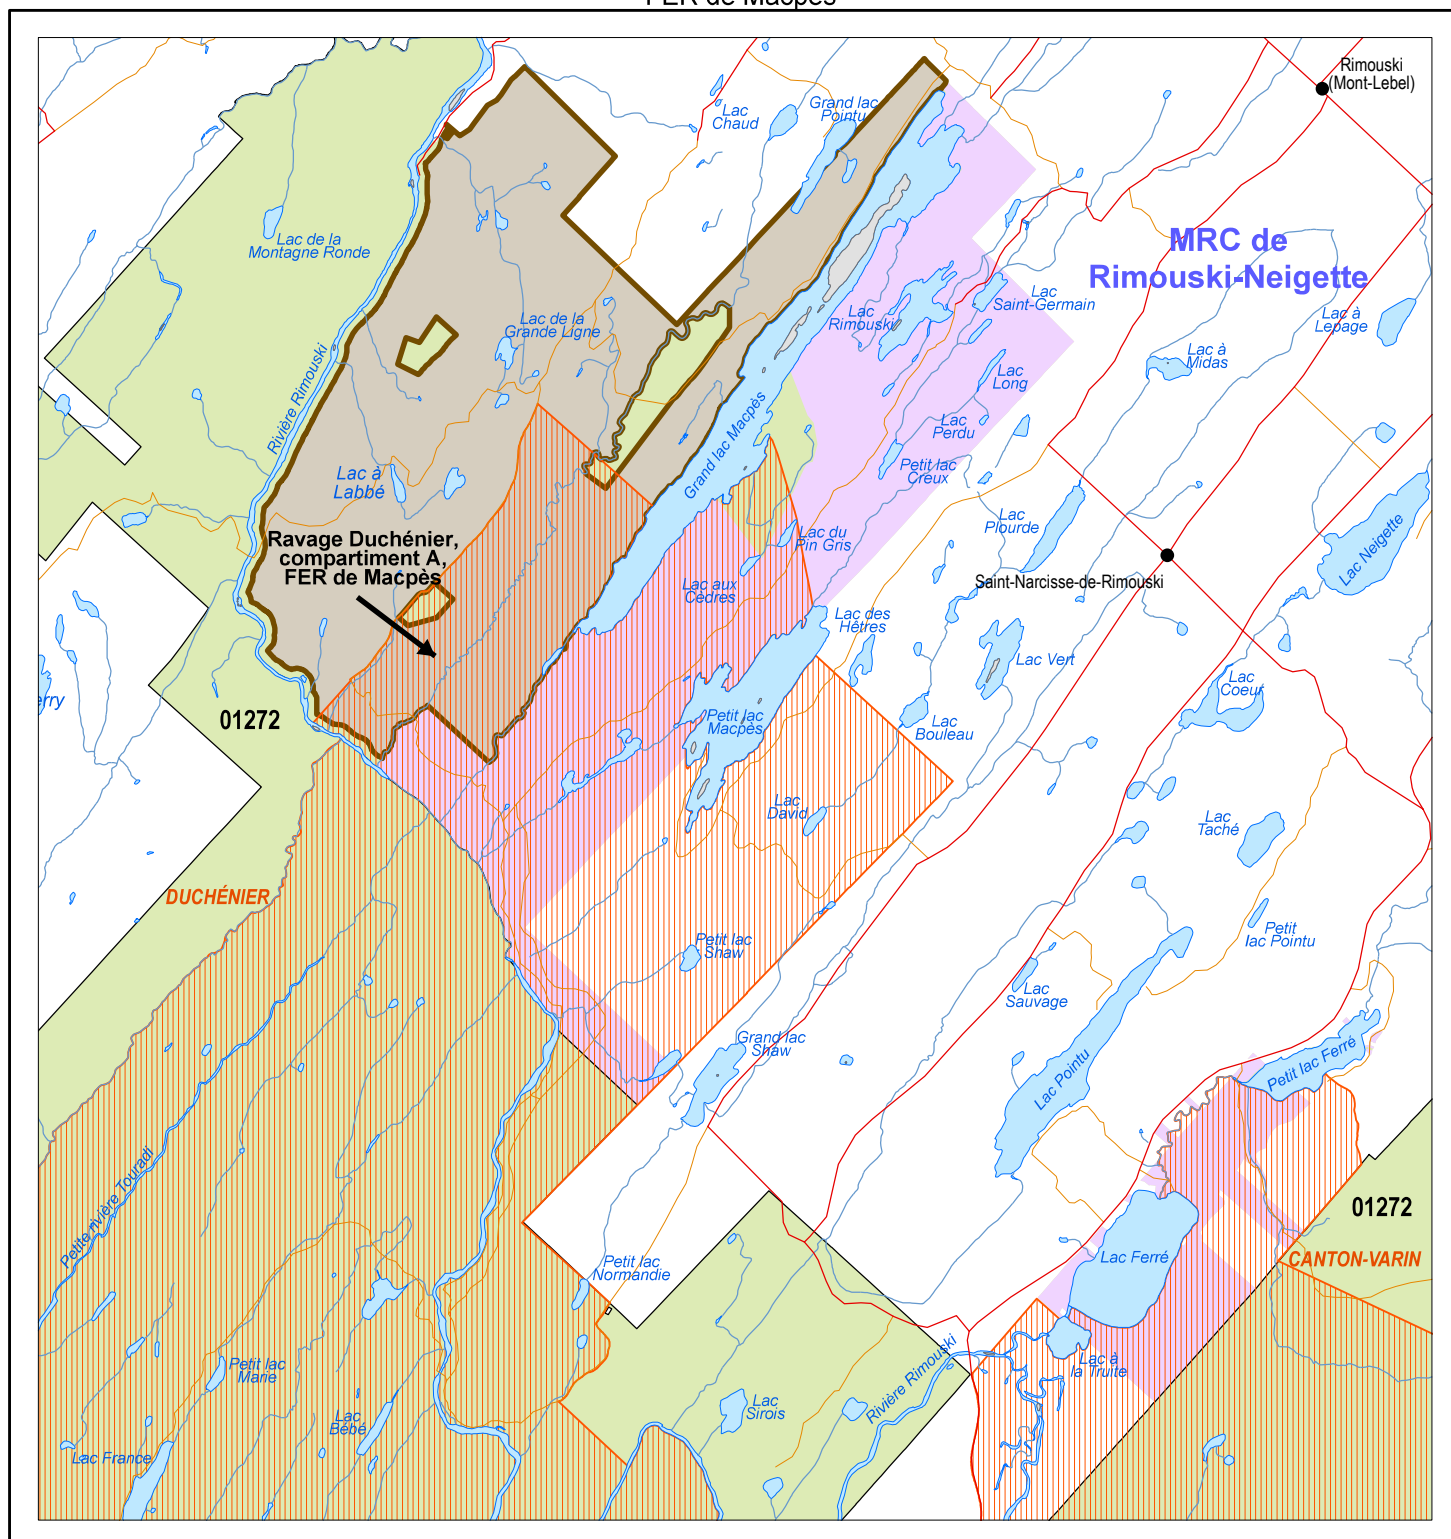 FER de Macpès
Rimouski
(Mont-Lebel)
Lac
Chaud
Grand lac
Pointu
Lac de la
Montagne Ronde
MRC de
Rimouski-Neigette
Lac
Saint-Germain
Lac
Rimouski
Lac à
Lepage
Lac de la
Grande Ligne
Rivière Rimouski
Lac à
Midas
Lac
Long
Lac
Perdu
Grand lac Macpès
Petit lac
Creux
Lac à
Labbé
Lac
Plourde
Lac Neigette
Ravage Duchénier,
compartiment A,
FER de Macpès
Lac du
Pin Gris
Saint-Narcisse-de-Rimouski
Lac aux
Cèdres
Lac des
Hêtres
Lac Vert
Lac
Coeur
erry
01272
Petit lac
Macpès
Lac
Bouleau
Lac
David
Lac
Taché
DUCHÉNIER
Petit
lac Pointu
Petit lac
Shaw
Lac
Sauvage
Grand lac
Shaw
Lac Pointu
Petit lac Ferré
Petite rivière Touradi
01272
Lac Ferré
CANTON-VARIN
Petit lac
Normandie
Petit lac
Marie
Rivière Rimouski
Lac à
la Truite
Lac
Sirois
Lac
Bébé
Lac France